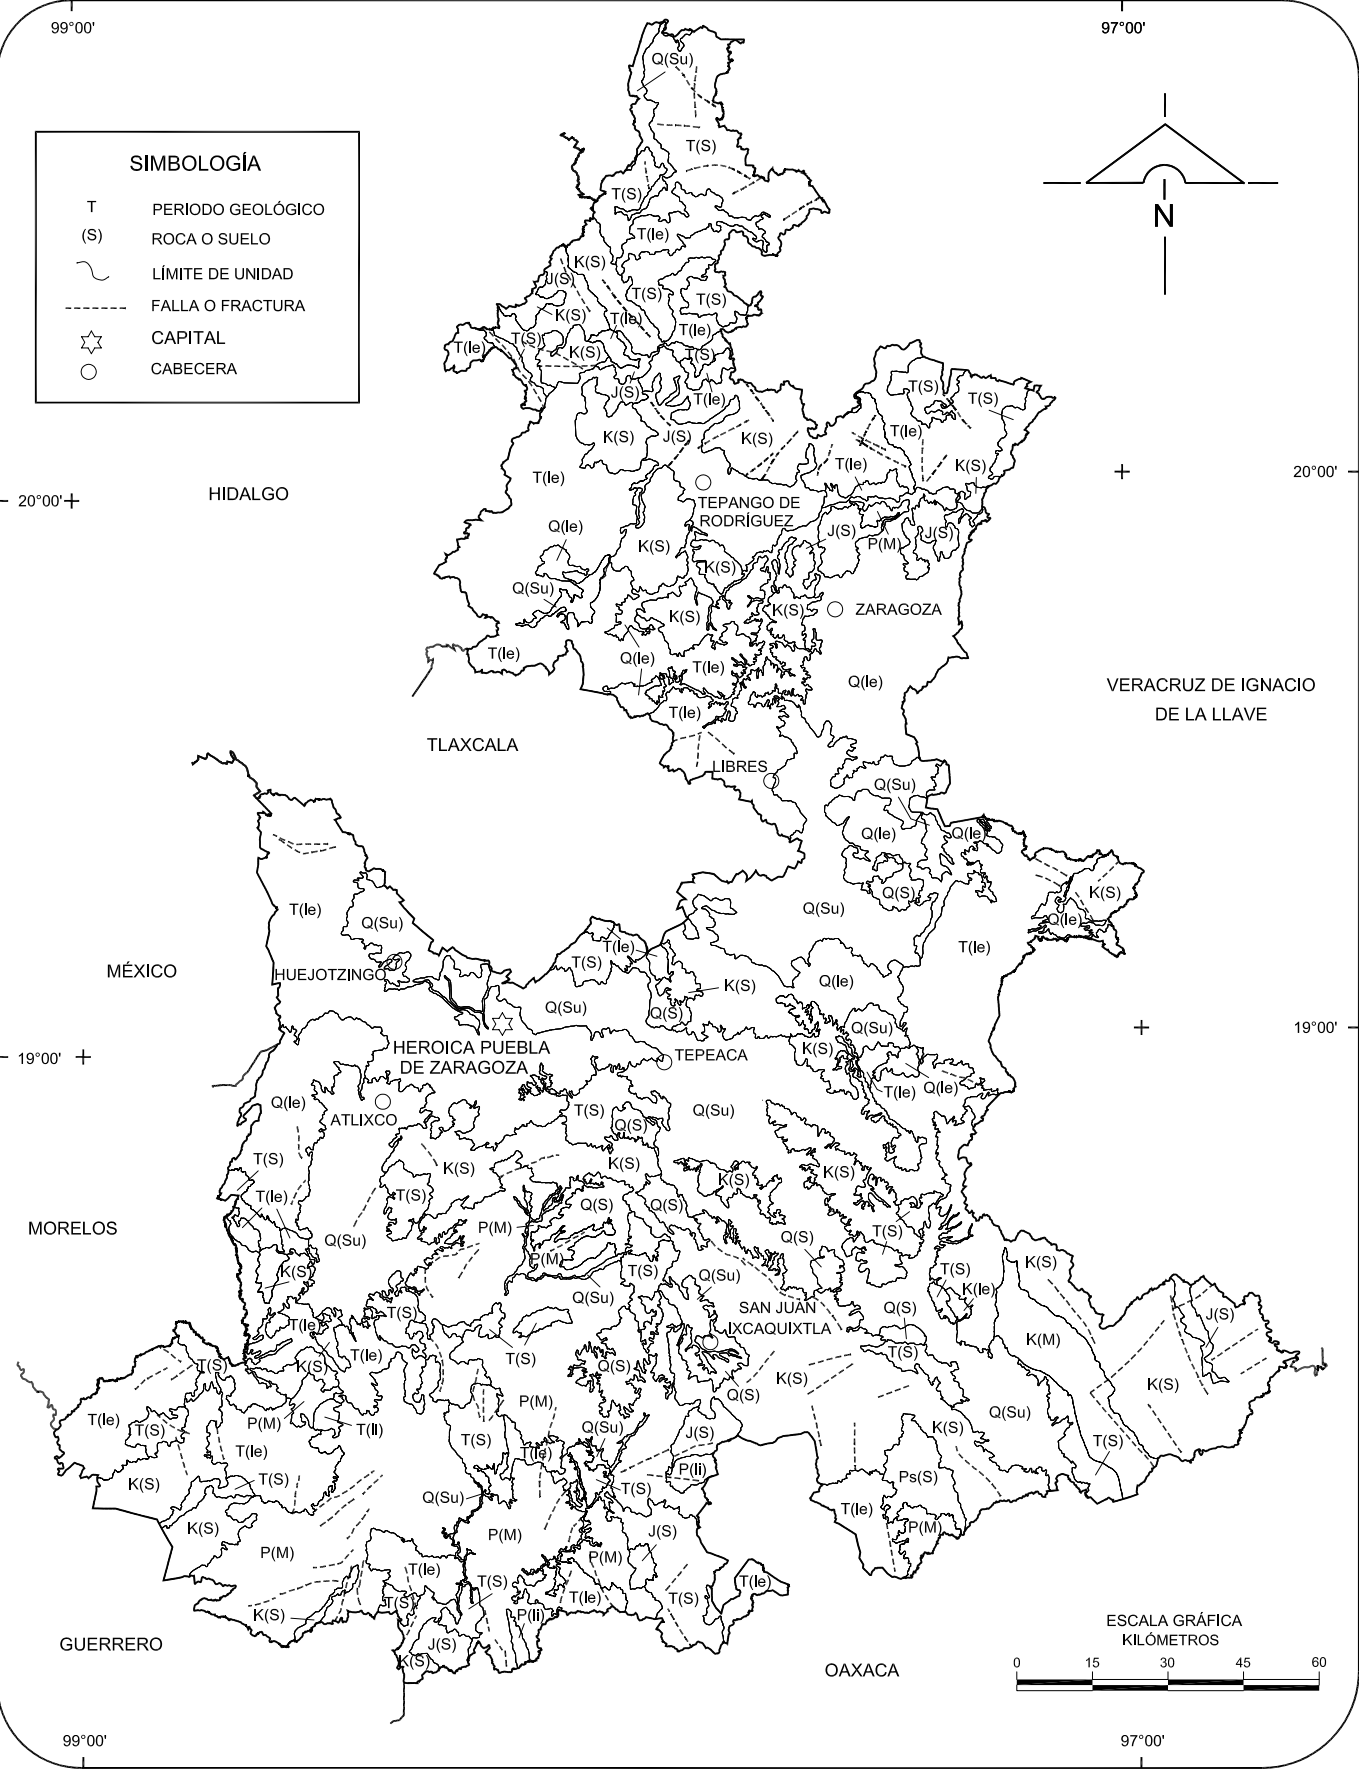 99°00'
97°00'
Q(Su)
SIMBOLOGÍA
T PERIODO GEOLÓGICO
(S) ROCA O SUELO
LÍMITE DE UNIDAD
FALLA O FRACTURA
CAPITAL
CABECERA
N
T(S)
T(S)
T(Ie)
K(S)
J(S)
T(S)
T(S)
K(S)
T(Ie)
T(Ie)
T(Ie)
T(S)
K(S)
T(S)
J(S)
T(Ie)
T(S)
T(S)
K(S)
J(S)
K(S)
T(Ie)
T(Ie)
K(S)
20°00'
T(Ie)
HIDALGO
20°00'
TEPANGO DE
RODRÍGUEZ
Q(Ie)
J(S)
P(M)
J(S)
K(S)
K(S)
Q(Su)
K(S)
K(S)
ZARAGOZA
T(Ie)
Q(Ie)
T(Ie)
Q(Ie)
VERACRUZ DE IGNACIO
DE LA LLAVE
T(Ie)
TLAXCALA
LIBRES
Q(Su)
Q(Ie)
Q(Ie)
Q(S)
K(S)
T(Ie)
Q(Su)
Q(Su)
Q(Ie)
T(Ie)
T(Ie)
T(S)
MÉXICO
HUEJOTZINGO
K(S)
Q(Ie)
Q(Su)
Q(S)
Q(Su)
19°00'
HEROICA PUEBLA
DE ZARAGOZA
TEPEACA
K(S)
19°00'
T(Ie)
Q(Ie)
Q(Ie)
ATLIXCO
T(S)
Q(S)
Q(Su)
T(S)
K(S)
K(S)
K(S)
K(S)
T(Ie)
T(S)
Q(S)
Q(S)
MORELOS
P(M)
T(S)
Q(Su)
Q(S)
P(M)
K(S)
K(S)
T(S)
Q(Su)
T(S)
K(Ie)
Q(Su)
SAN JUAN
IXCAQUIXTLA
Q(S)
T(S)
J(S)
T(Ie)
K(M)
T(S)
K(S)
T(Ie)
T(S)
Q(S)
T(S)
K(S)
K(S)
Q(S)
P(M)
T(Ie)
T(S)
P(M)
T(II)
Q(Su)
Q(Su)
K(S)
J(S)
T(Ie)
T(S)
T(Ie)
T(S)
P(Ii)
Ps(S)
K(S)
T(S)
T(S)
Q(Su)
T(Ie)
K(S)
P(M)
J(S)
P(M)
P(M)
P(M)
T(Ie)
T(S)
T(Ie)
K(S)
T(S)
P(Ii)
T(Ie)
T(S)
GUERRERO
J(S)
K(S)
OAXACA
ESCALA GRÁFICA
KILÓMETROS
0 15 30 45 60
99°00'
97°00'